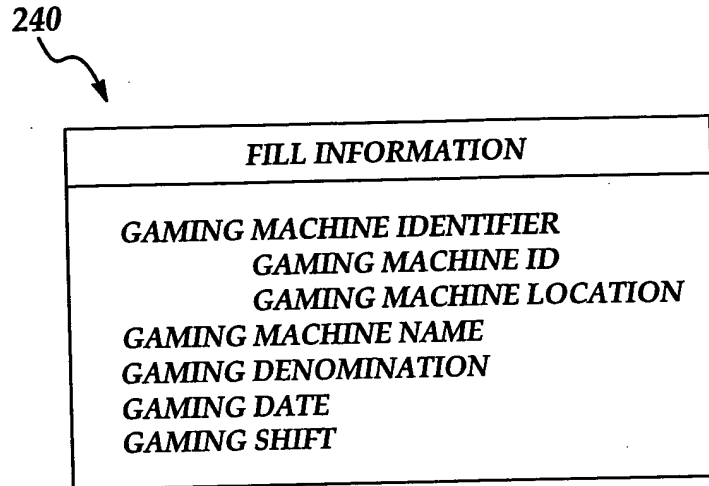 240
FILL INFORMATION
GAMING MACHINE IDENTIFIER
GAMING MACHINE ID
GAMING MACHINE LOCATION
GAMING MACHINE NAME
GAMING DENOMINATION
GAMING DATE
GAMING SHIFT